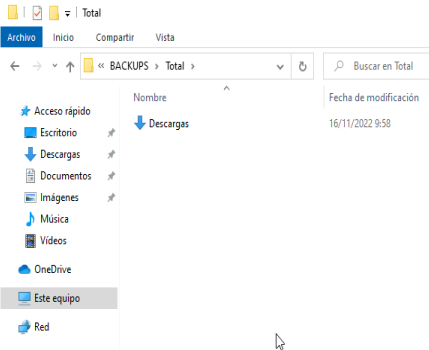 Total
Archivo Inicio Compartir Vista
« BACKUPS > Total > Buscar en Total
Nombre Fecha de modificación
Descargas 16/11/2022 9:58
Acceso rápido
Escritorio
Descargas
Documentos
Imágenes
Música
Vídeos
OneDrive
Este equipo
Red